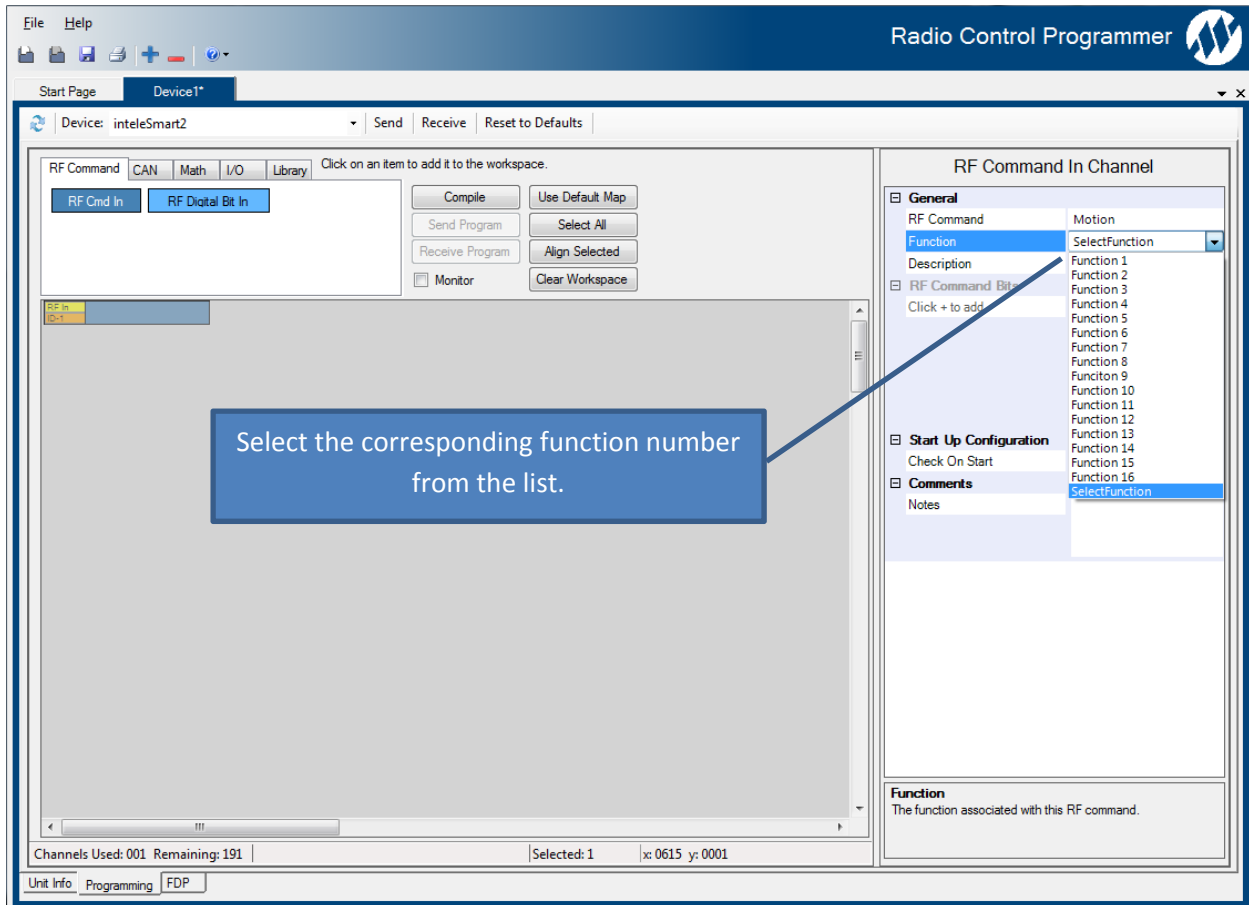 File Help
Radio Control Programmer
Start Page Device1*
Device: inteleSmart2 Send Receive Reset to Defaults
RF Command CAN Math I/O Library Click on an item to add it to the workspace.
RF Cmd In RF Digital Bit In
Compile Use Default Map
Send Program Select All
Receive Program Align Selected
Monitor Clear Workspace
RF In
ID-1
Select the corresponding function number
from the list.
RF Command In Channel
General
RF Command Motion
Function SelectFunction
Description
RF Command Bits
Click + to add
Function 1
Function 2
Function 3
Function 4
Function 5
Function 6
Function 7
Function 8
Funciton 9
Function 10
Function 11
Function 12
Function 13
Function 14
Function 15
Function 16
SelectFunction
Start Up Configuration
Check On Start
Comments
Notes
Function
The function associated with this RF command.
Channels Used: 001 Remaining: 191 Selected: 1 x: 0615 y: 0001
Unit Info Programming FDP